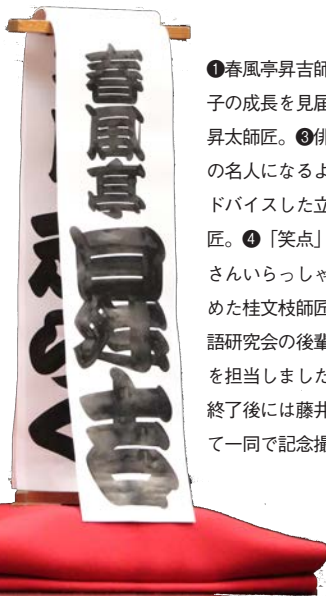 春風亭昇吉
❶春風亭昇吉師
子の成長を見届
昇太師匠。❸俳
の名人になるよ
ドバイスした立
匠。❹「笑点」
さんいらっしゃ
めた桂文枝師匠
語研究会の後輩
を担当しました
終了後には藤井
て一同で記念撮